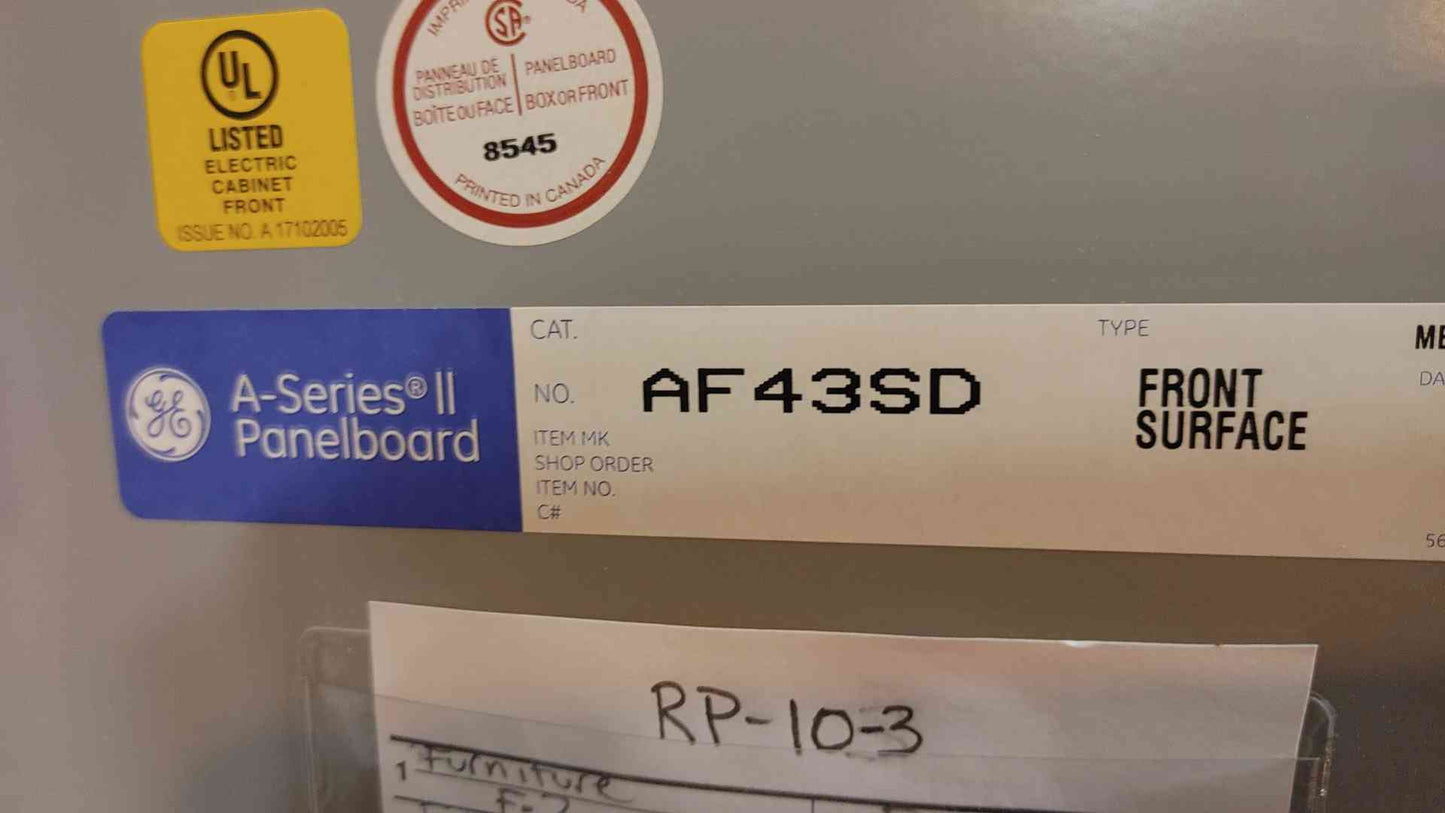 UL
®
LISTED
ELECTRIC
CABINET
FRONT
ISSUE NO. A 17102005
SA®
PANNEAU DE
DISTRIBUTION
BOÎTE OU FACE
PANELBOARD
BOX OR FRONT
8545
PRINTED IN CANADA
GE
A-Series® II
Panelboard
CAT.
NO. AF43SD
ITEM MK
SHOP ORDER
ITEM NO.
C#
TYPE
FRONT
SURFACE
RP-10-3
1 Furniture